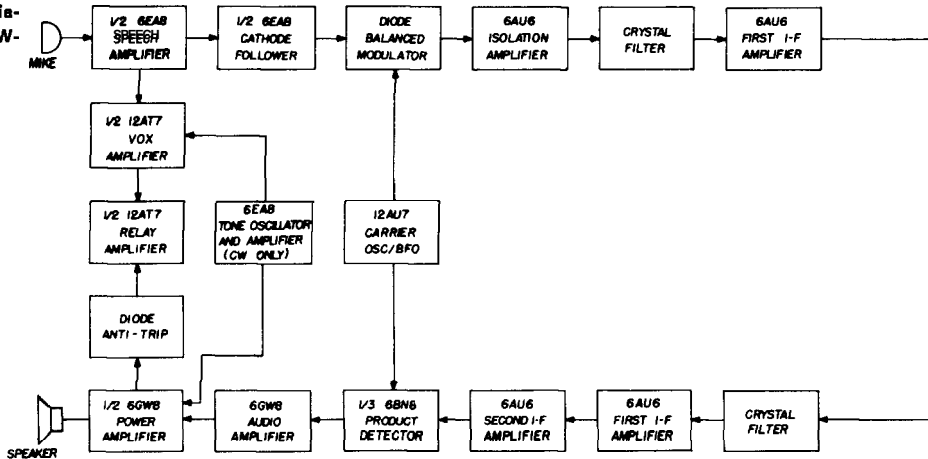 ia-
W-
MIKE
1/2 6EA8
SPEECH
AMPLIFIER
1/2 6EA8
CATHODE
FOLLOWER
DIODE
BALANCED
MODULATOR
6AU6
ISOLATION
AMPLIFIER
CRYSTAL
FILTER
6AU6
FIRST I-F
AMPLIFIER
1/2 12AT7
VOX
AMPLIFIER
1/2 12AT7
RELAY
AMPLIFIER
6EA8
TONE OSCILLATOR
AND AMPLIFIER
(CW ONLY)
12AU7
CARRIER
OSC/BFO
DIODE
ANTI-TRIP
SPEAKER
1/2 6GW8
POWER
AMPLIFIER
6GW8
AUDIO
AMPLIFIER
1/3 6BN8
PRODUCT
DETECTOR
6AU6
SECOND I-F
AMPLIFIER
6AU6
FIRST I-F
AMPLIFIER
CRYSTAL
FILTER